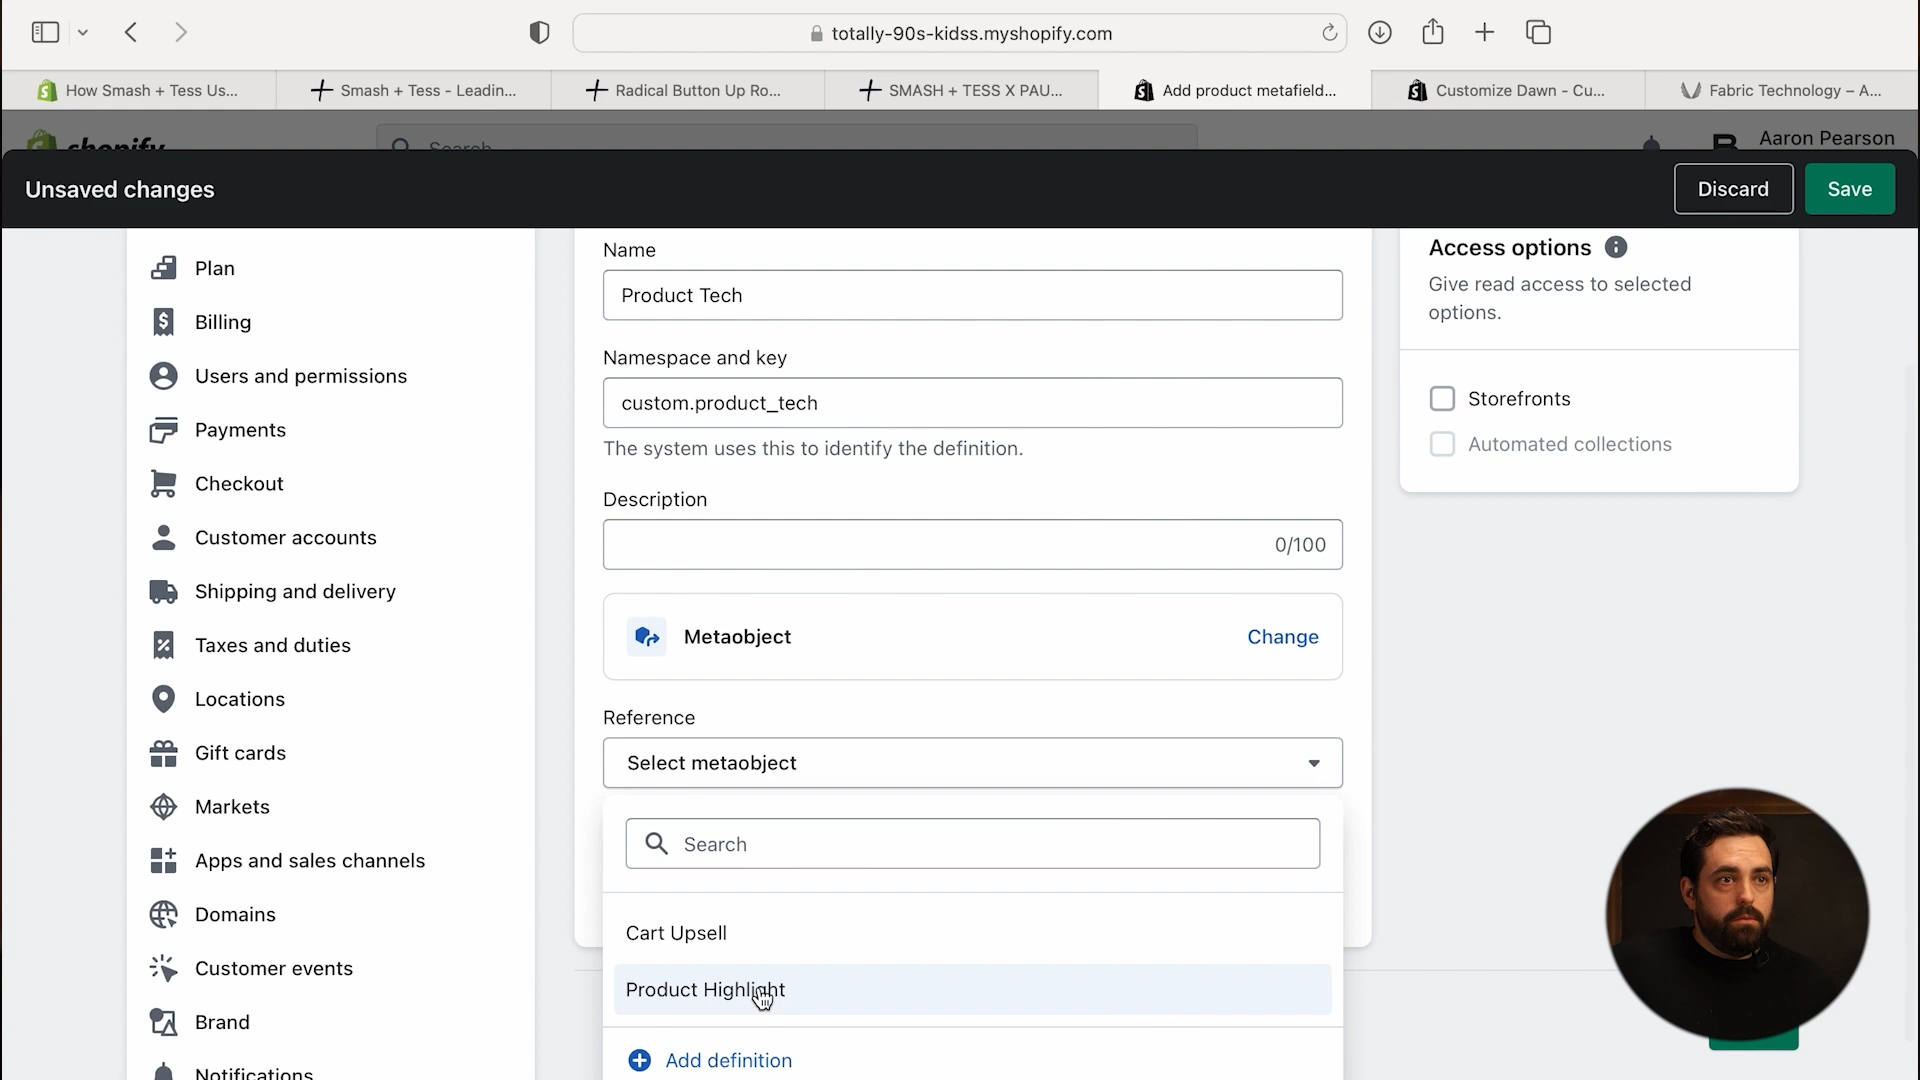 totally-90s-kidss.myshopify.com
How Smash + Tess Us...
Smash + Tess - Leadin...
Radical Button Up Ro...
SMASH + TESS X PAU...
Add product metafield...
Customize Dawn - Cu...
Fabric Technology – A...
shopify
Search
Aaron Pearson
Unsaved changes
Discard
Save
Plan
Billing
Users and permissions
Payments
Checkout
Customer accounts
Shipping and delivery
Taxes and duties
Locations
Gift cards
Markets
Apps and sales channels
Domains
Customer events
Brand
Notifications
Name
Product Tech
Namespace and key
custom.product_tech
The system uses this to identify the definition.
Description
0/100
Metaobject
Change
Reference
Select metaobject
Search
Cart Upsell
Product Highlight
Add definition
Access options
Give read access to selected
options.
Storefronts
Automated collections